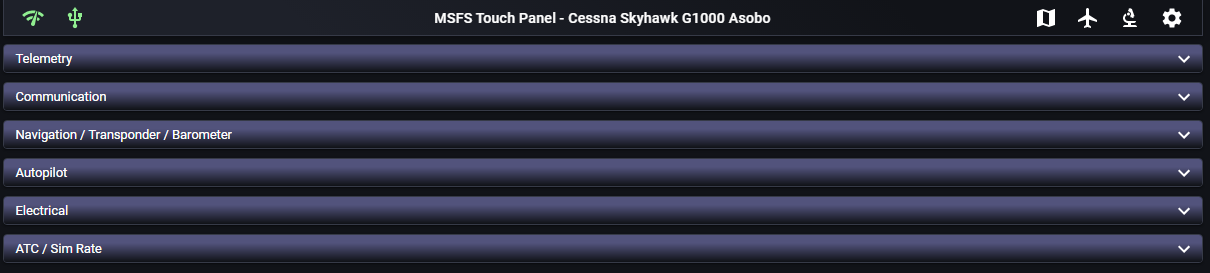 MSFS Touch Panel - Cessna Skyhawk G1000 Asobo
Telemetry
Communication
Navigation / Transponder / Barometer
Autopilot
Electrical
ATC / Sim Rate